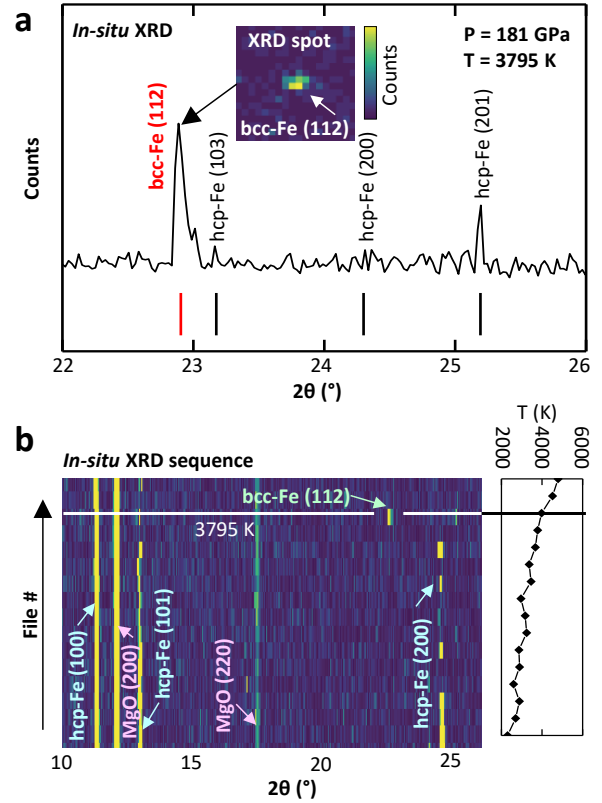 a
In-situ XRD
XRD spot
Counts
bcc-Fe (112)
P = 181 GPa
T = 3795 K
bcc-Fe (112)
hcp-Fe (103)
hcp-Fe (200)
hcp-Fe (201)
Counts
22
23
24
25
26
2θ (°)
b
In-situ XRD sequence
T (K)
2000
4000
6000
bcc-Fe (112)
3795 K
File #
hcp-Fe (100)
MgO (200)
hcp-Fe (101)
MgO (220)
hcp-Fe (200)
10
15
20
25
2θ (°)